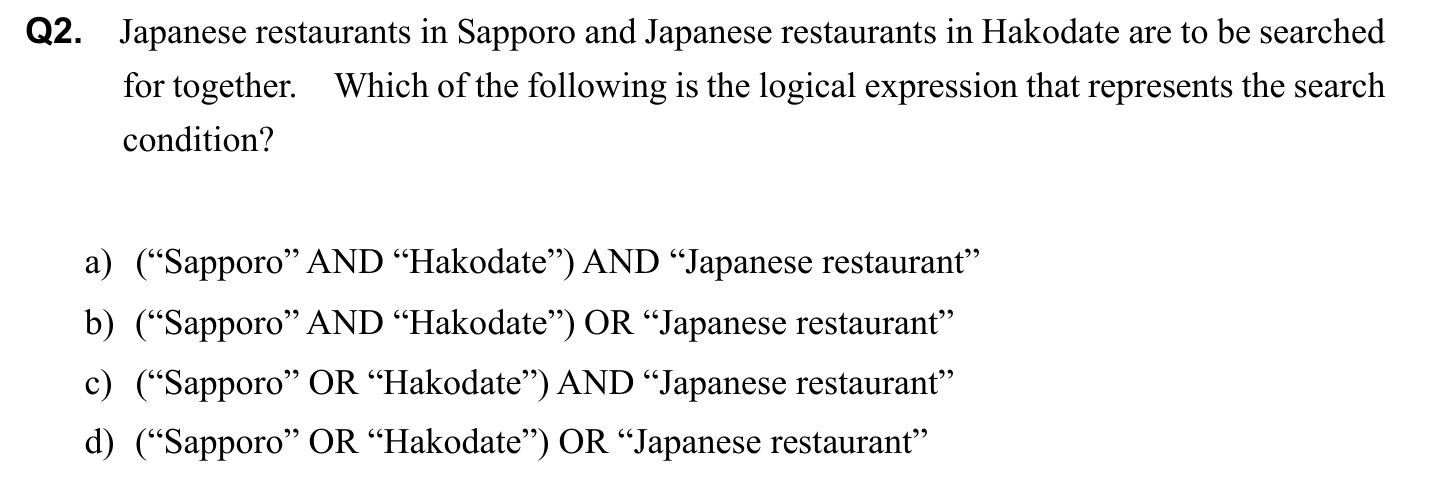 Q2. Japanese restaurants in Sapporo and Japanese restaurants in Hakodate are to be searched
for together. Which of the following is the logical expression that represents the search
condition?
a) (“Sapporo” AND “Hakodate”) AND “Japanese restaurant”
b) (“Sapporo” AND “Hakodate”) OR “Japanese restaurant”
c) (“Sapporo” OR “Hakodate”) AND “Japanese restaurant”
d) (“Sapporo” OR “Hakodate”) OR “Japanese restaurant”